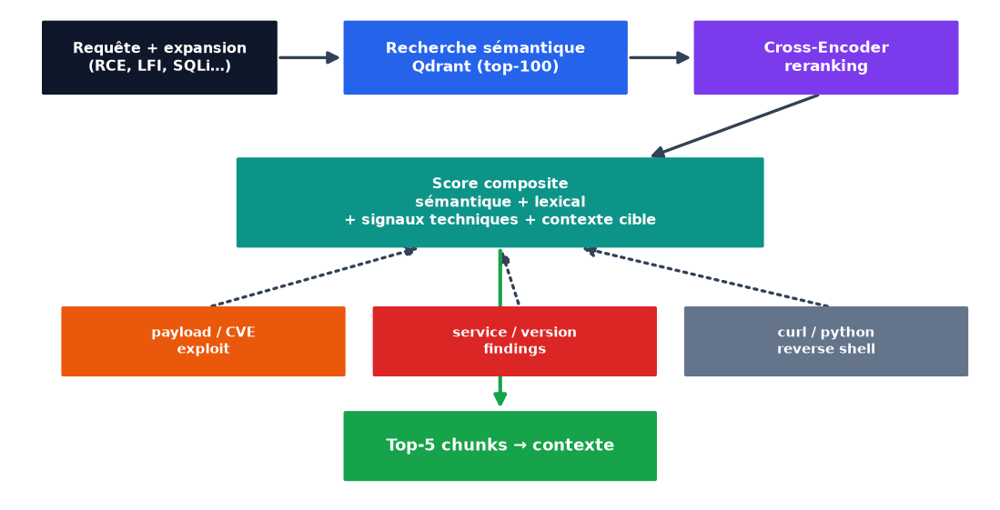 Requête + expansion
(RCE, LFI, SQLi…)
Recherche sémantique
Qdrant (top-100)
Cross-Encoder
reranking
Score composite
sémantique + lexical
+ signaux techniques + contexte cible
payload / CVE
exploit
service / version
findings
curl / python
reverse shell
Top-5 chunks → contexte